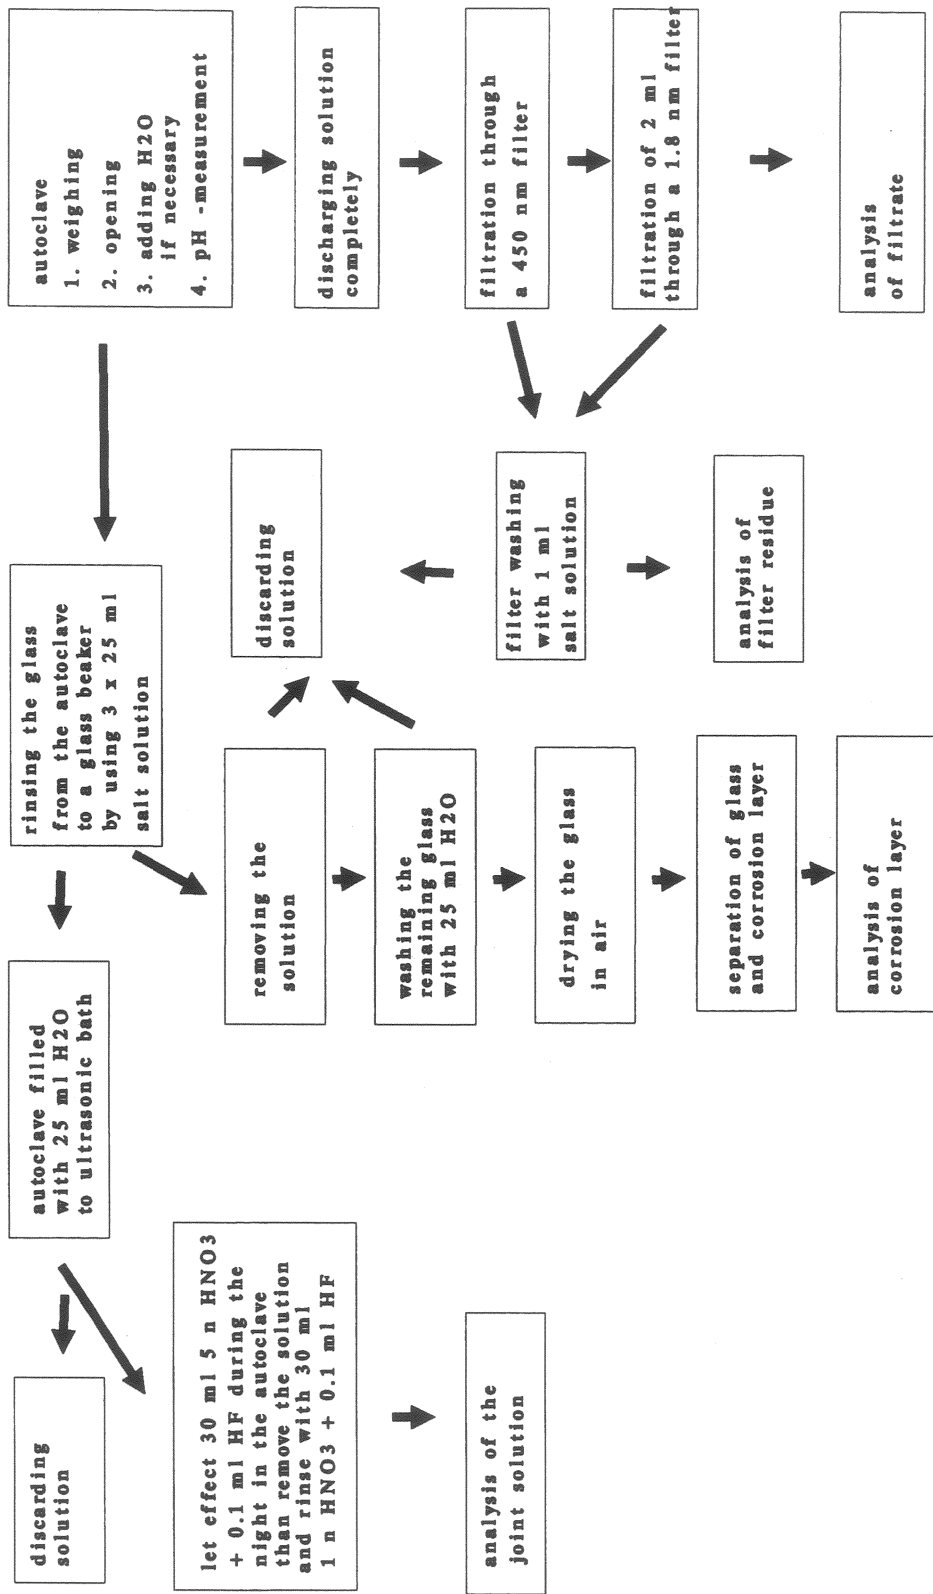 discarding
solution
autoclave filled
with 25 ml H2O
to ultrasonic bath
rinsing the glass
from the autoclave
to a glass beaker
by using 3 x 25 ml
salt solution
autoclave
1. weighing
2. opening
3. adding H2O
if necessary
4. pH -measurement
let effect 30 ml 5 n HNO3
+ 0.1 ml HF during the
night in the autoclave
than remove the solution
and rinse with 30 ml
1 n HNO3 + 0.1 ml HF
removing the
solution
discarding
solution
discharging solution
completely
washing the
remaining glass
with 25 ml H2O
analysis of the
joint solution
drying the glass
in air
filter washing
with 1 ml
salt solution
filtration through
a 450 nm filter
filtration of 2 ml
through a 1.8 nm filter
separation of glass
and corrosion layer
analysis of
filter residue
analysis of
corrosion layer
analysis
of filtrate